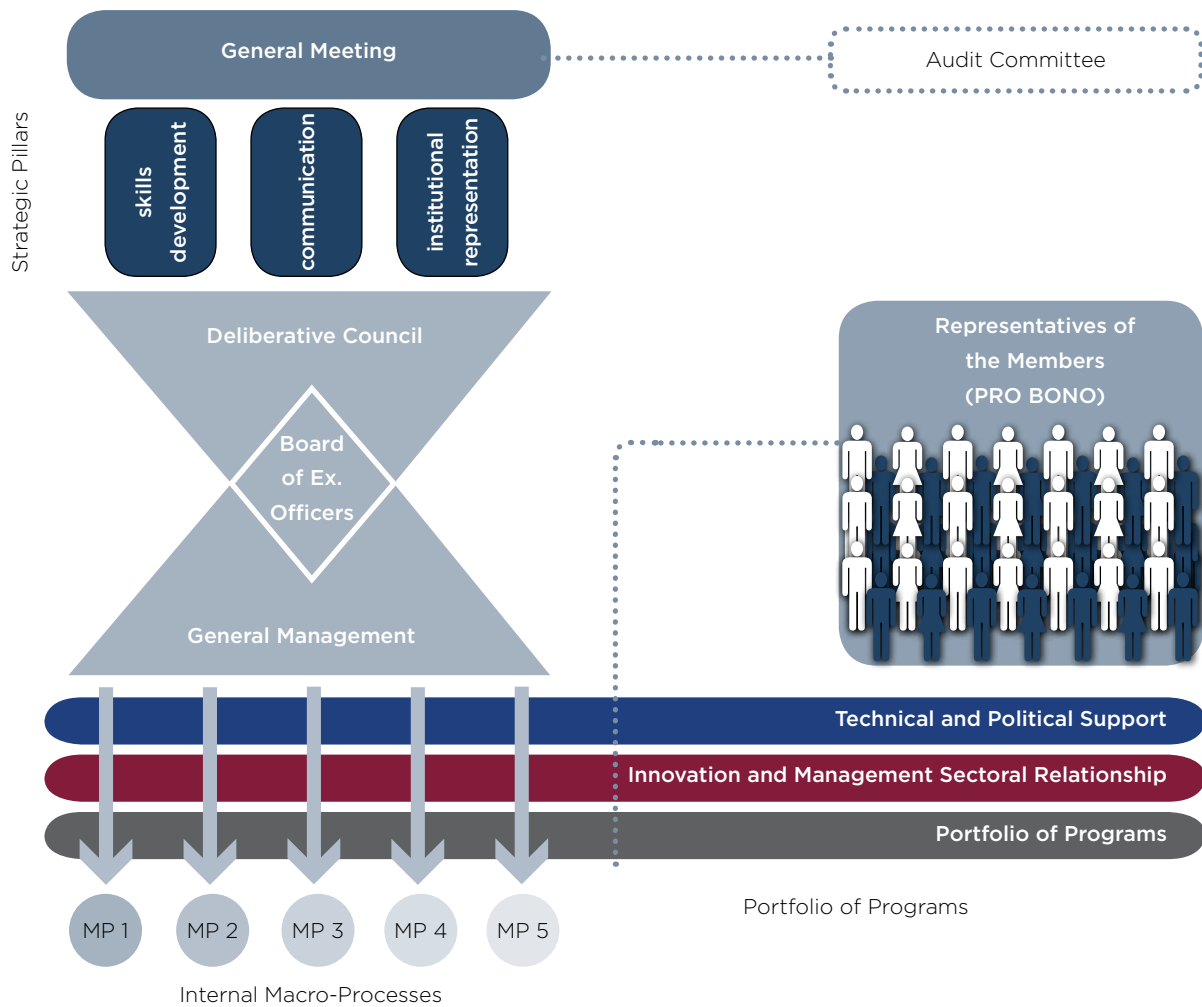 General Meeting
Audit Committee
Strategic Pillars
skills
development
communication
institutional
representation
Deliberative Council
Board
of Ex.
Officers
General Management
Representatives of
the Members
(PRO BONO)
Technical and Political Support
Innovation and Management Sectoral Relationship
Portfolio of Programs
MP 1
MP 2
MP 3
MP 4
MP 5
Portfolio of Programs
Internal Macro-Processes